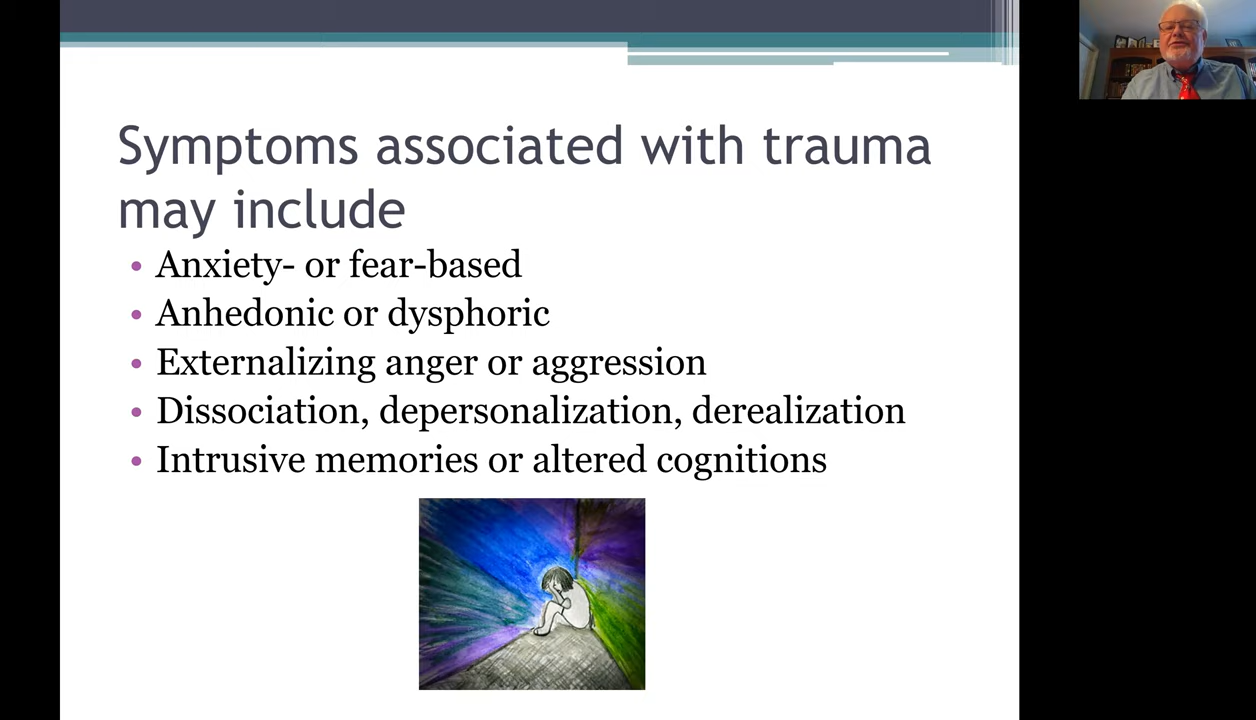 Symptoms associated with trauma
may include
• Anxiety- or fear-based
• Anhedonic or dysphoric
• Externalizing anger or aggression
• Dissociation, depersonalization, derealization
• Intrusive memories or altered cognitions